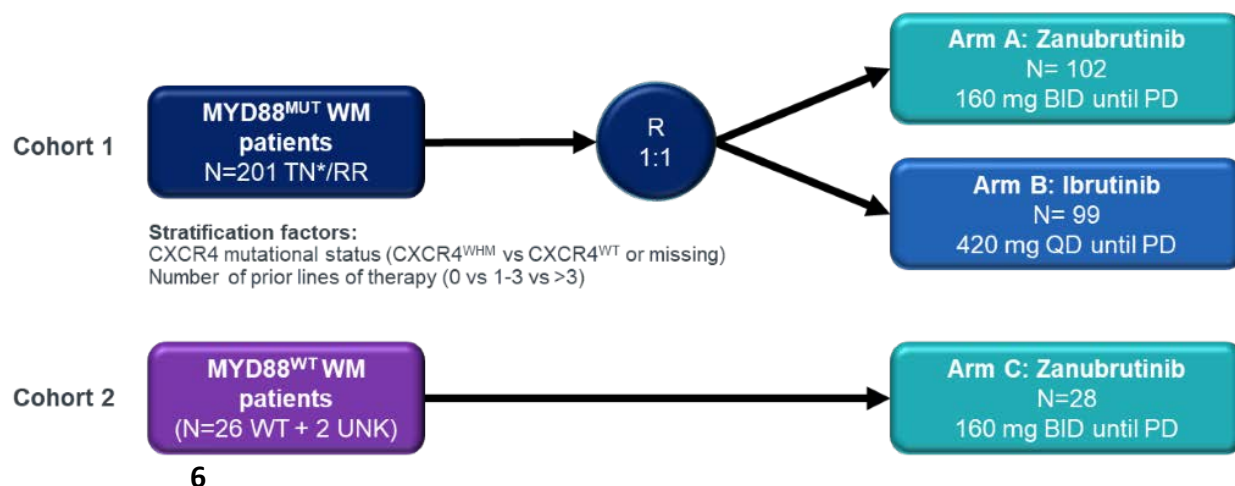 Cohort 1
MYD88ᴹᵁᵀ WM
patients
N=201 TN*/RR
R
1:1
Arm A: Zanubrutinib
N= 102
160 mg BID until PD
Arm B: Ibrutinib
N= 99
420 mg QD until PD
Stratification factors:
CXCR4 mutational status (CXCR4ᵂᴴᴹ vs CXCR4ᵂᵀ or missing)
Number of prior lines of therapy (0 vs 1-3 vs >3)
Cohort 2
MYD88ᵂᵀ WM
patients
(N=26 WT + 2 UNK)
Arm C: Zanubrutinib
N=28
160 mg BID until PD
6